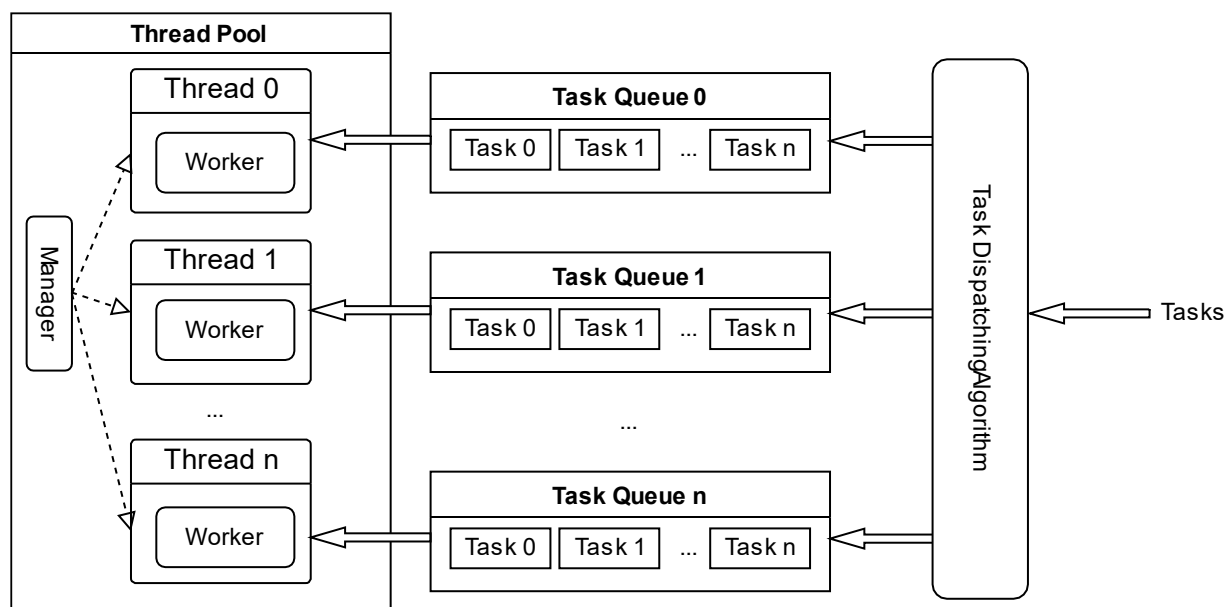 Thread Pool
Manager
Thread 0
Worker
Thread 1
Worker
...
Thread n
Worker
Task Queue 0
Task 0 Task 1 ... Task n
Task Queue 1
Task 0 Task 1 ... Task n
...
Task Queue n
Task 0 Task 1 ... Task n
Task DispatchingAlgorithm
Tasks